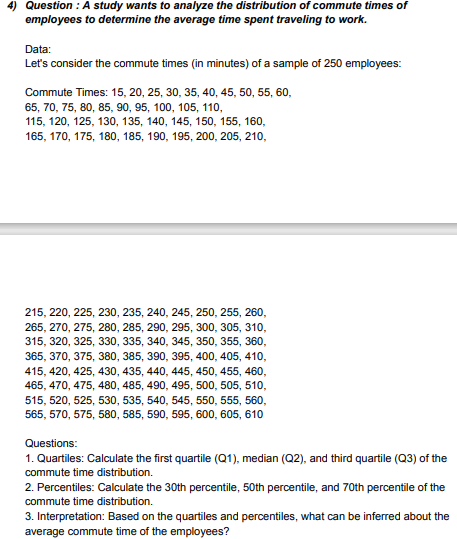 4) Question : A study wants to analyze the distribution of commute times of
employees to determine the average time spent traveling to work.
Data:
Let's consider the commute times (in minutes) of a sample of 250 employees:
Commute Times: 15, 20, 25, 30, 35, 40, 45, 50, 55, 60,
65, 70, 75, 80, 85, 90, 95, 100, 105, 110,
115, 120, 125, 130, 135, 140, 145, 150, 155, 160,
165, 170, 175, 180, 185, 190, 195, 200, 205, 210,
215, 220, 225, 230, 235, 240, 245, 250, 255, 260,
265, 270, 275, 280, 285, 290, 295, 300, 305, 310,
315, 320, 325, 330, 335, 340, 345, 350, 355, 360,
365, 370, 375, 380, 385, 390, 395, 400, 405, 410,
415, 420, 425, 430, 435, 440, 445, 450, 455, 460,
465, 470, 475, 480, 485, 490, 495, 500, 505, 510,
515, 520, 525, 530, 535, 540, 545, 550, 555, 560,
565, 570, 575, 580, 585, 590, 595, 600, 605, 610
Questions:
1. Quartiles: Calculate the first quartile (Q1), median (Q2), and third quartile (Q3) of the
commute time distribution.
2. Percentiles: Calculate the 30th percentile, 50th percentile, and 70th percentile of the
commute time distribution.
3. Interpretation: Based on the quartiles and percentiles, what can be inferred about the
average commute time of the employees?